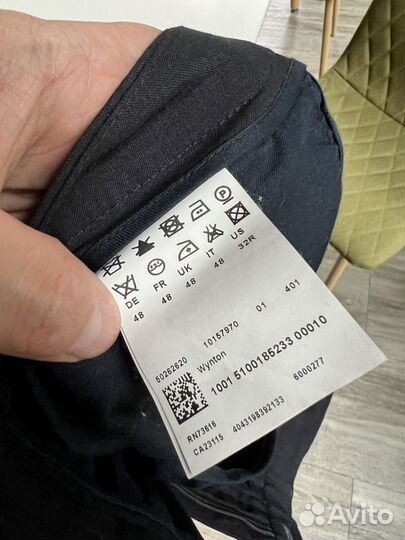 DE FR UK IT US
48 48 48 48 32R
50262620 10157970 01 401
Wynton
1001 5100185233 00010
RN73616
CA23115 4043198392133 6000277
Avito